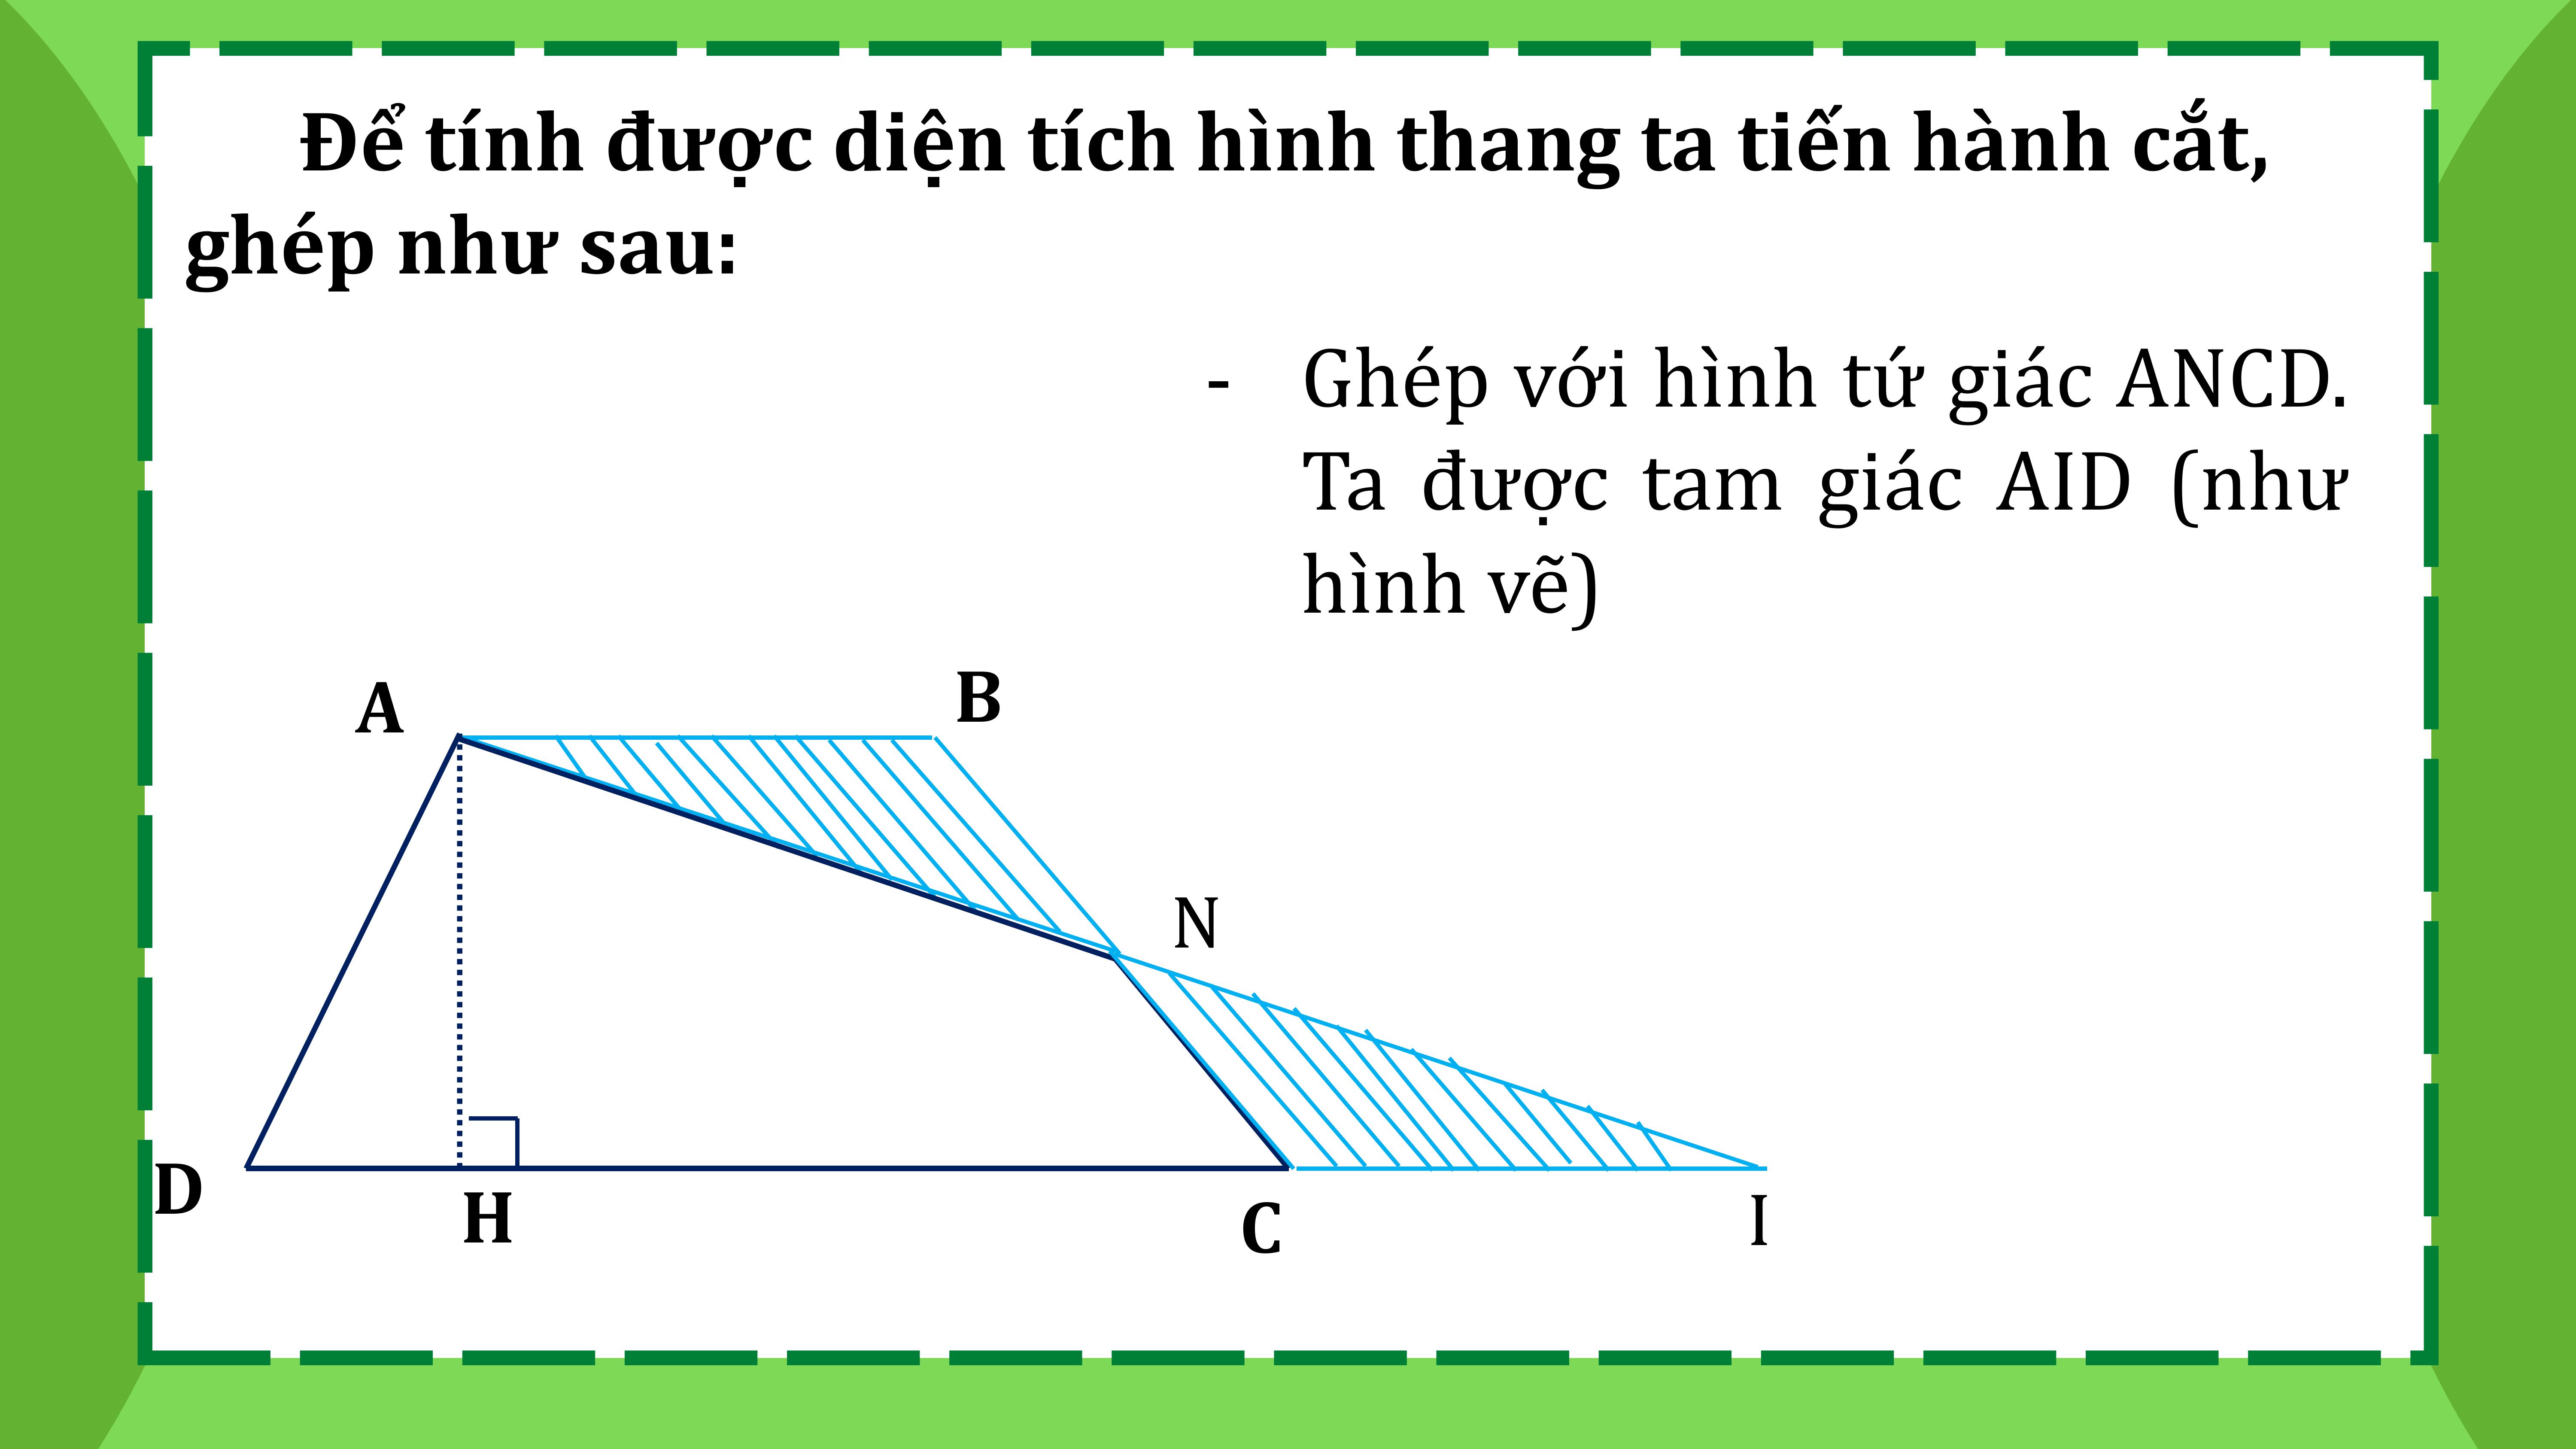 Để tính được diện tích hình thang ta tiến hành cắt,
ghép như sau:
- Ghép với hình tứ giác ANCD.
Ta được tam giác AID (như
hình vẽ)
A
B
N
D
H
C
I